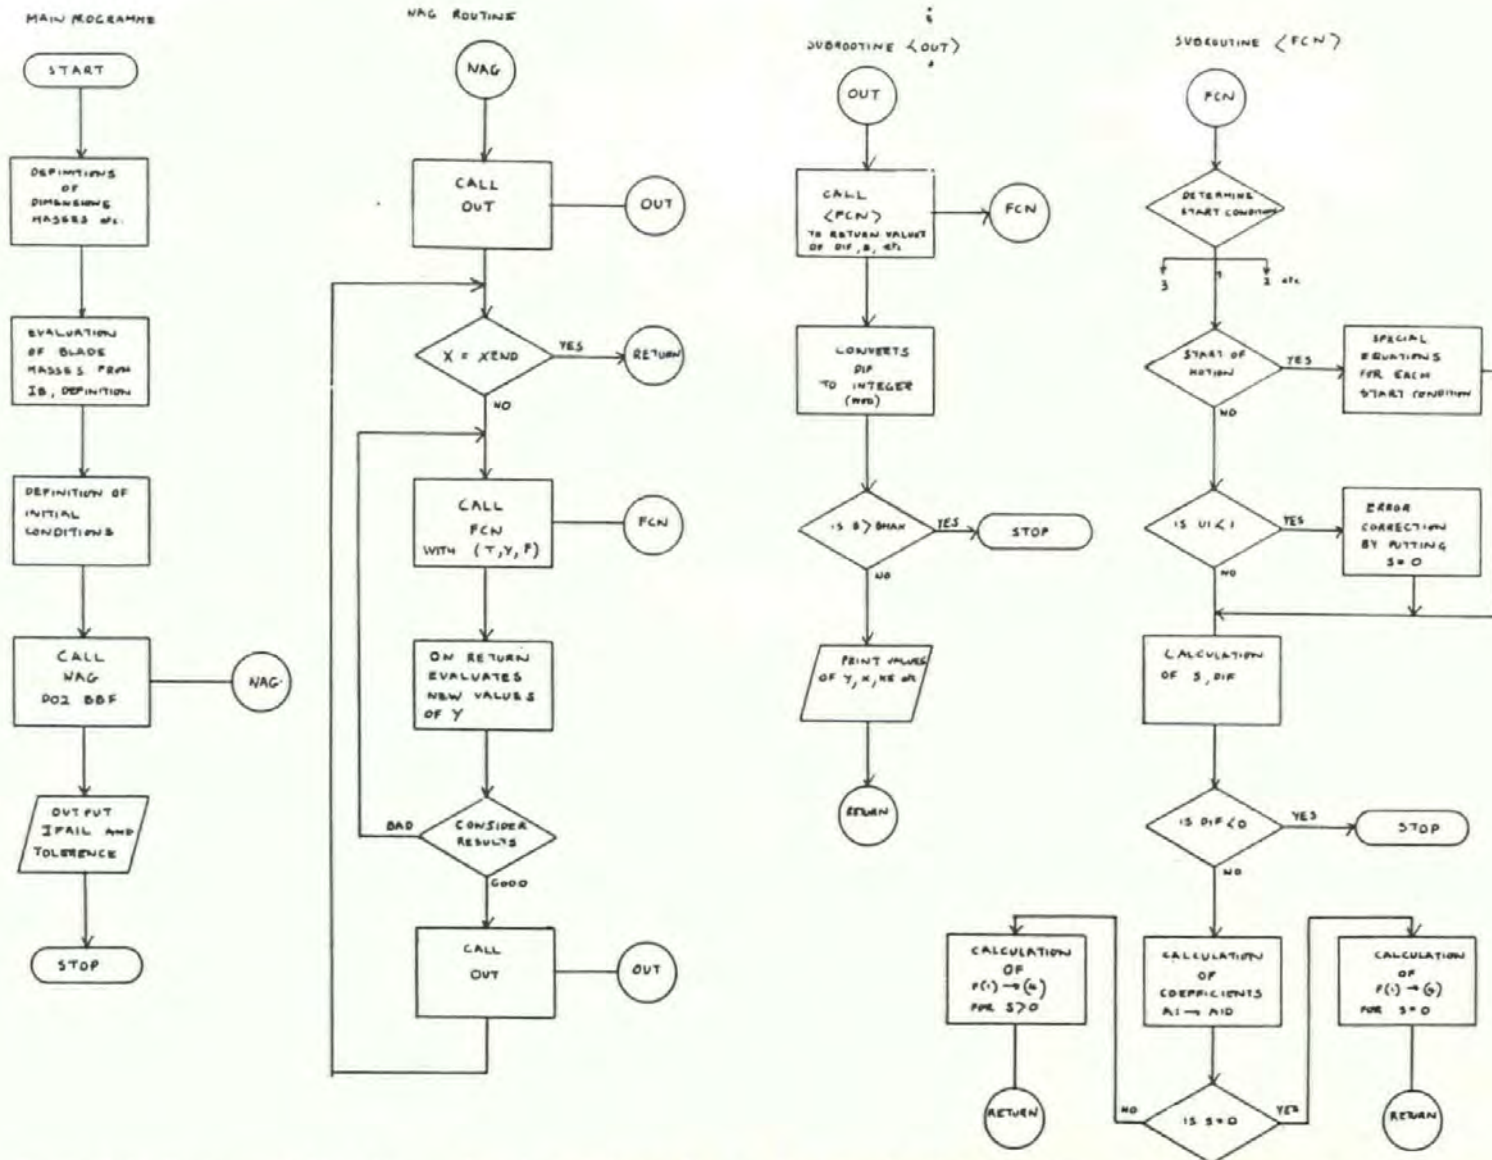 MAIN PROGRAMME
START
DEFINITIONS
OF
DIMENSIONS
MASSES etc.
EVALUATION
OF BLADE
MASSES FROM
IB, DEFINITION
DEFINITION OF
INITIAL
CONDITIONS
CALL
NAG
D02 BBF
NAG
OUTPUT
IFAIL AND
TOLERENCE
STOP
NAG ROUTINE
NAG
CALL
OUT
OUT
X = XEND
YES
RETURN
NO
CALL
FCN
WITH (T,Y,F)
FCN
ON RETURN
EVALUATES
NEW VALUES
OF Y
BAD
CONSIDER
RESULTS
GOOD
CALL
OUT
OUT
SUBROUTINE <OUT>
OUT
CALL
<FCN>
TO RETURN VALUES
OF DIF, B, etc
FCN
CONVERTS
DIF
TO INTEGER
IS B > BMAX
YES
STOP
NO
PRINT VALUES
OF Y, X, etc
RETURN
SUBROUTINE <FCN>
FCN
DETERMINE
START CONDITION
3 1 2 etc
START OF
MOTION
YES
SPECIAL
EQUATIONS
FOR EACH
START CONDITION
NO
IS UI < 1
YES
ERROR
CORRECTION
BY PUTTING
S = 0
NO
CALCULATION
OF S, DIF
IS DIF < 0
YES
STOP
NO
CALCULATION
OF
F(1) → (6)
FOR S > 0
CALCULATION
OF
COEFFICIENTS
A1 → A10
CALCULATION
OF
F(1) → (6)
FOR S = 0
RETURN
NO
IS S = 0
YES
RETURN